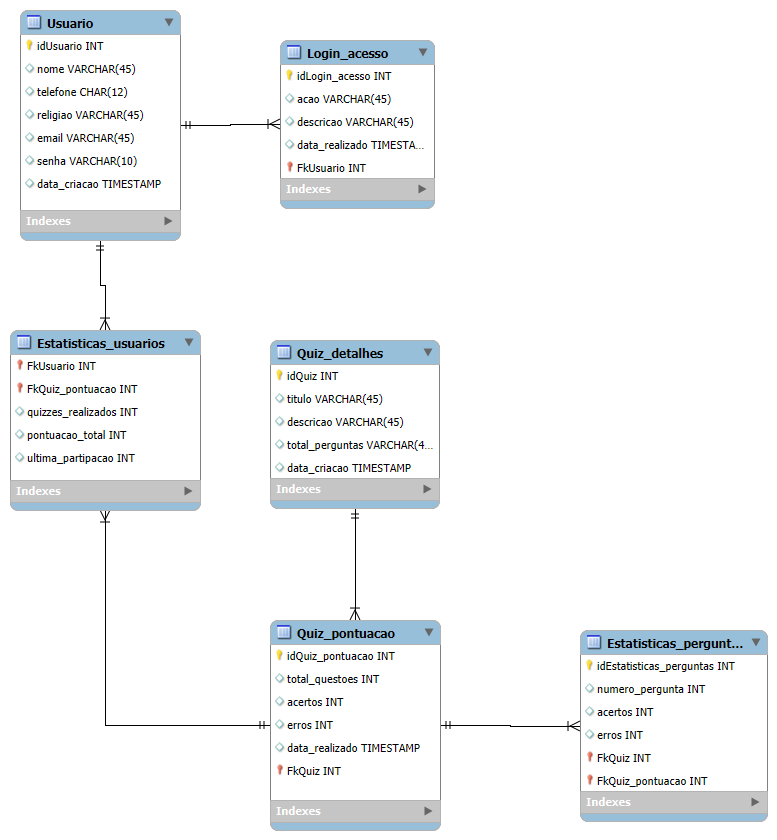 Usuario
idUsuario INT
nome VARCHAR(45)
telefone CHAR(12)
religiao VARCHAR(45)
email VARCHAR(45)
senha VARCHAR(10)
data_criacao TIMESTAMP
Indexes
Login_acesso
idLogin_acesso INT
acao VARCHAR(45)
descricao VARCHAR(45)
data_realizado TIMESTA...
FkUsuario INT
Indexes
Estatisticas_usuarios
FkUsuario INT
FkQuiz_pontuacao INT
quizzes_realizados INT
pontuacao_total INT
ultima_partipacao INT
Indexes
Quiz_detalhes
idQuiz INT
titulo VARCHAR(45)
descricao VARCHAR(45)
total_perguntas VARCHAR(4...
data_criacao TIMESTAMP
Indexes
Quiz_pontuacao
idQuiz_pontuacao INT
total_questoes INT
acertos INT
erros INT
data_realizado TIMESTAMP
FkQuiz INT
Indexes
Estatisticas_pergunt...
idEstatisticas_perguntas INT
numero_pergunta INT
acertos INT
erros INT
FkQuiz INT
FkQuiz_pontuacao INT
Indexes